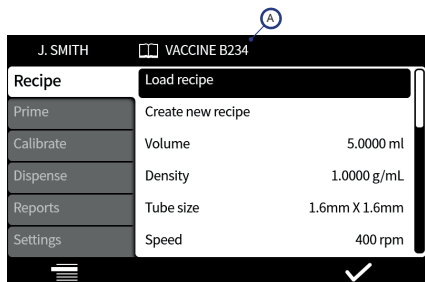 A
J. SMITH VACCINE B234
Recipe Load recipe
Prime Create new recipe
Calibrate Volume 5.0000 ml
Dispense Density 1.0000 g/mL
Reports Tube size 1.6mm X 1.6mm
Settings Speed 400 rpm